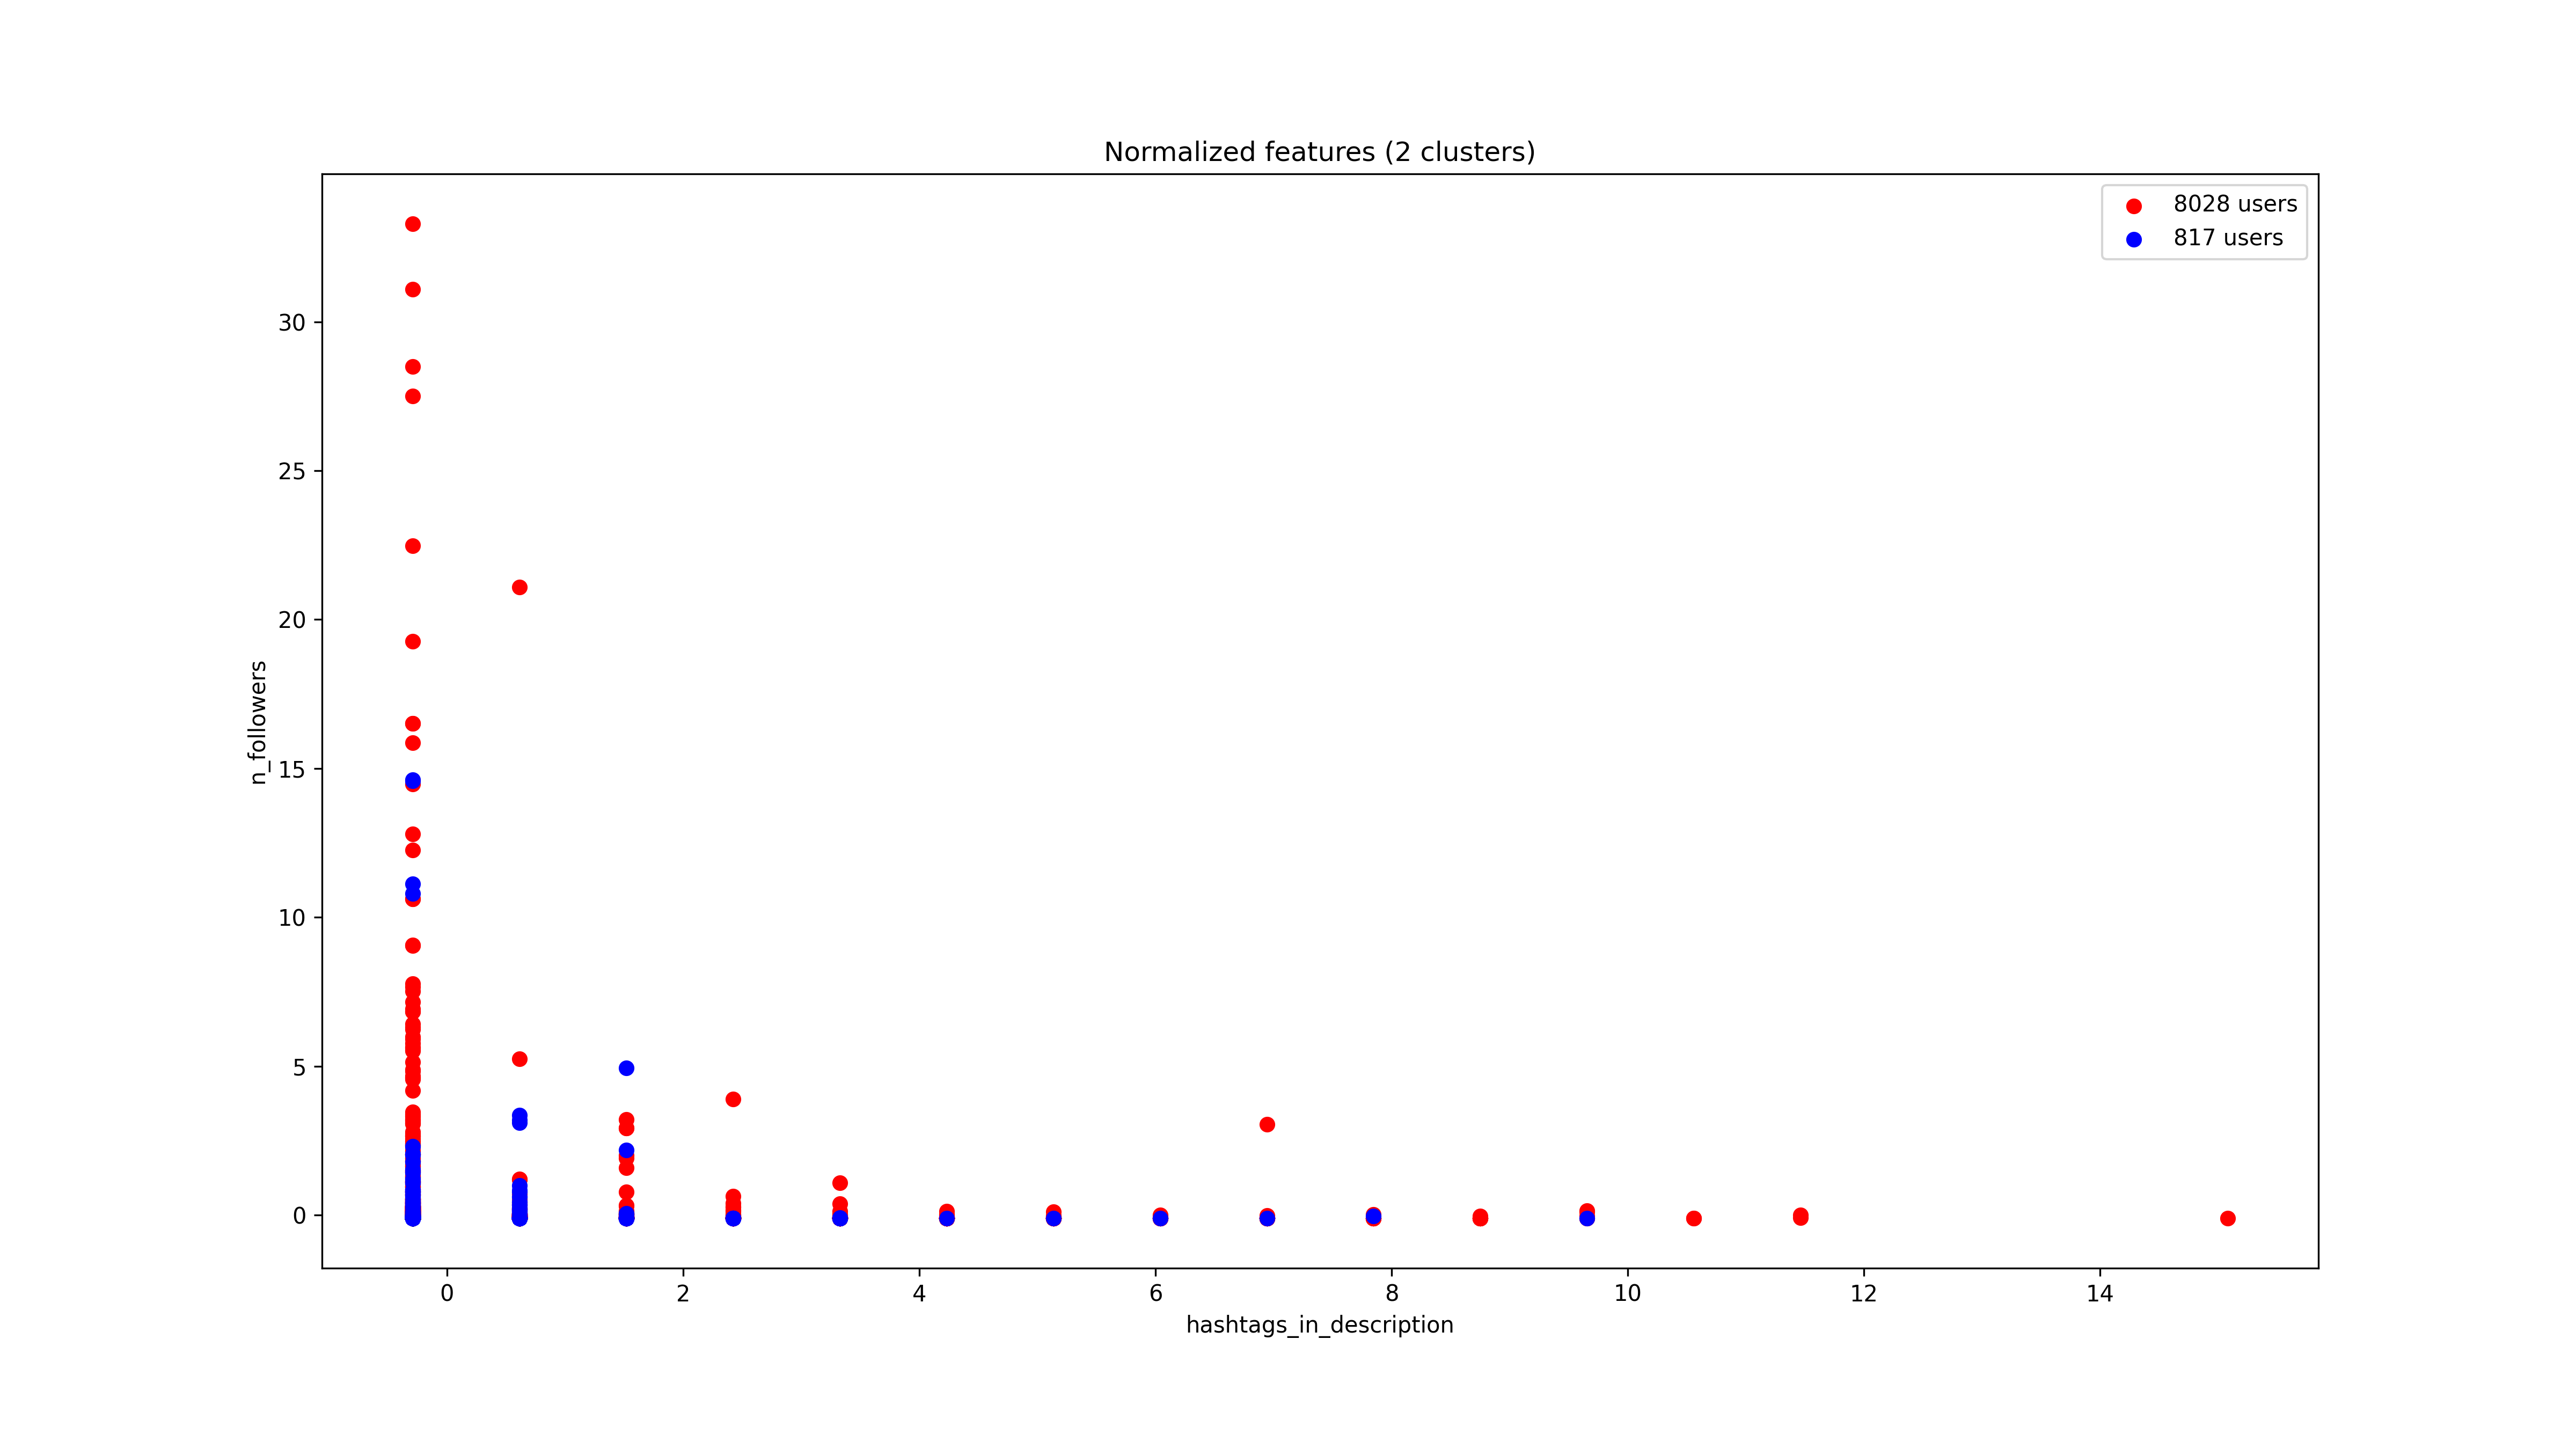 Normalized features (2 clusters)
8028 users
817 users
30
25
20
15
10
5
0
n_followers
0 2 4 6 8 10 12 14
hashtags_in_description